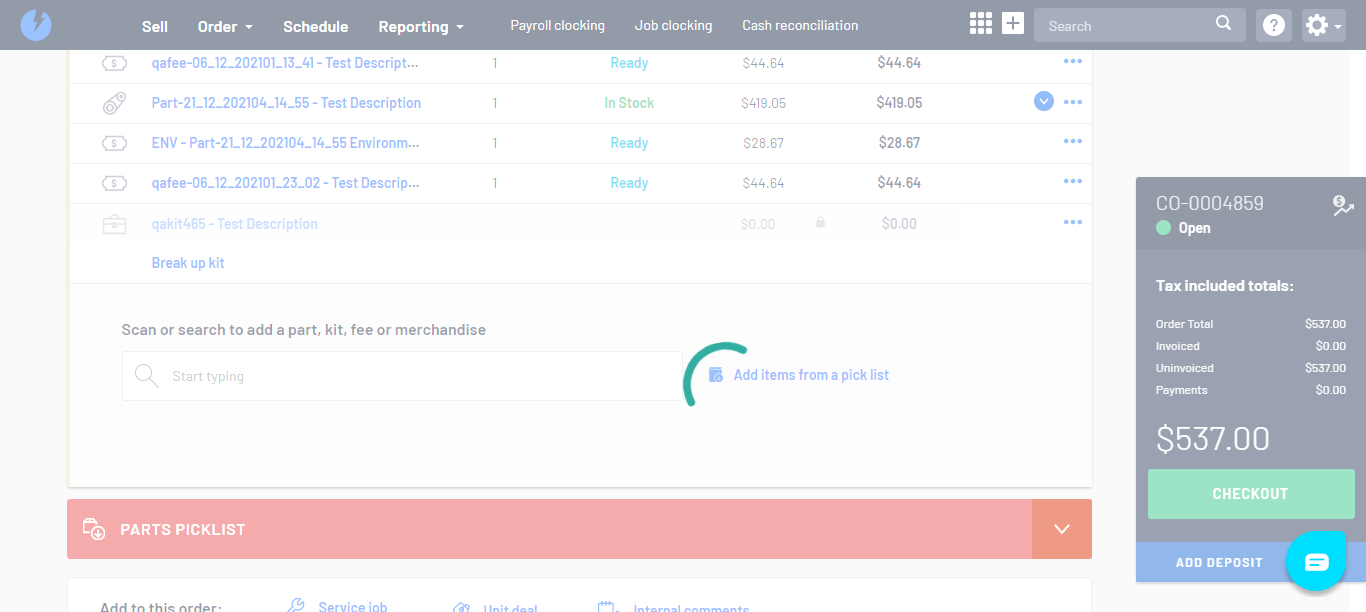 Sell Order Schedule Reporting Payroll clocking Job clocking Cash reconciliation Search
qafee-06_12_202101_13_41 - Test Descript... 1 Ready $44.64 $44.64
Part-21_12_202104_14_55 - Test Description 1 In Stock $419.05 $419.05
ENV - Part-21_12_202104_14_55 Environm... 1 Ready $28.67 $28.67
qafee-06_12_202101_23_02 - Test Descrip... 1 Ready $44.64 $44.64
qakit465 - Test Description $0.00 $0.00
Break up kit
Scan or search to add a part, kit, fee or merchandise
Start typing
Add items from a pick list
PARTS PICKLIST
Add to this order: Service job Unit deal Internal comments
CO-0004859
Open
Tax included totals:
Order Total $537.00
Invoiced $0.00
Uninvoiced $537.00
Payments $0.00
$537.00
CHECKOUT
ADD DEPOSIT